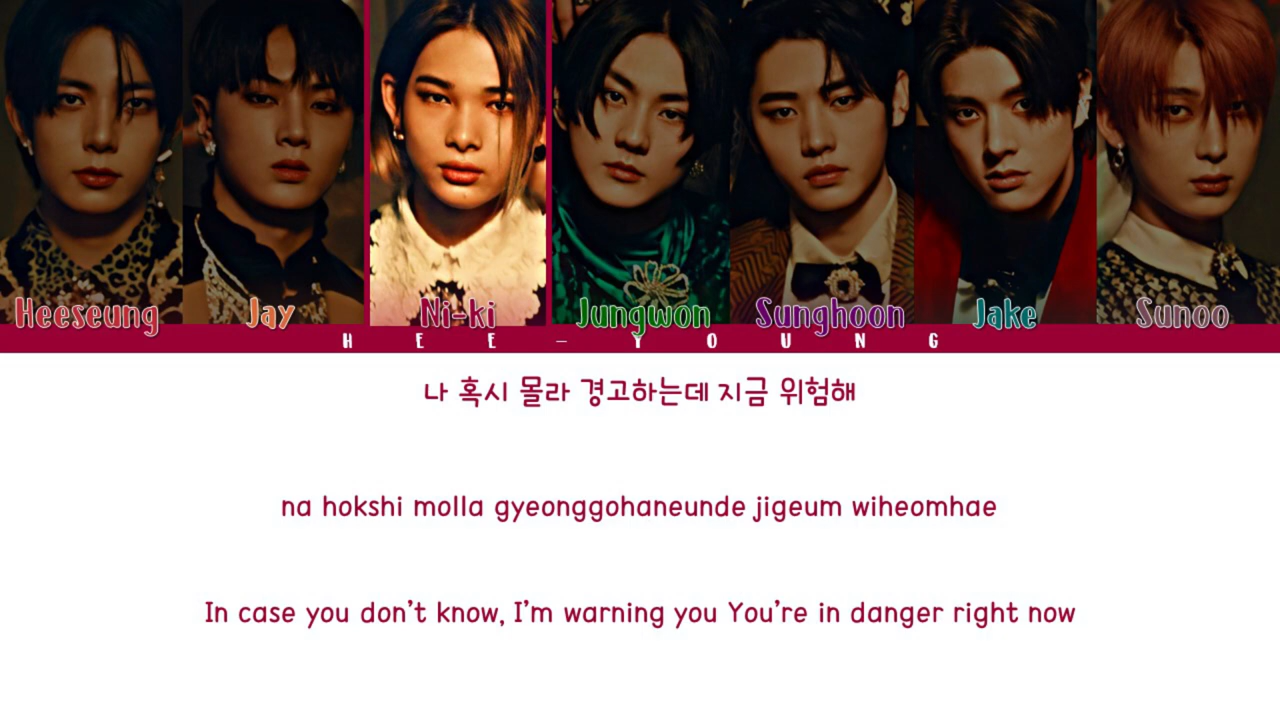 Heeseung Jay Ni-ki Jungwon Sunghoon Jake Sunoo
HEE-YOUNG
나 혹시 몰라 경고하는데 지금 위험해
na hokshi molla gyeonggohaneunde jigeum wiheomhae
In case you don't know, I'm warning you You're in danger right now